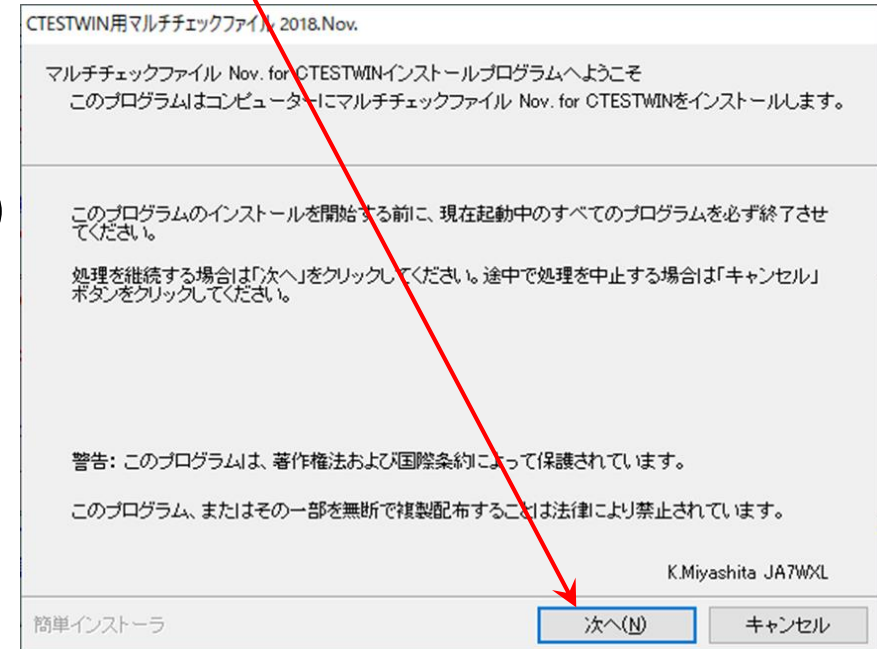 CTESTWIN用マルチチェックファイル 2018.Nov.
マルチチェックファイル Nov. for CTESTWINインストールプログラムへようこそ
このプログラムはコンピューターにマルチチェックファイル Nov. for CTESTWINをインストールします。
このプログラムのインストールを開始する前に、現在起動中のすべてのプログラムを必ず終了させ
てください。
処理を継続する場合は「次へ」をクリックしてください。途中で処理を中止する場合は「キャンセル」
ボタンをクリックしてください。
警告: このプログラムは、著作権法および国際条約によって保護されています。
このプログラム、またはその一部を無断で複製配布することは法律により禁止されています。
K.Miyashita JA7WXL
簡単インストーラ
次へ(N)
キャンセル